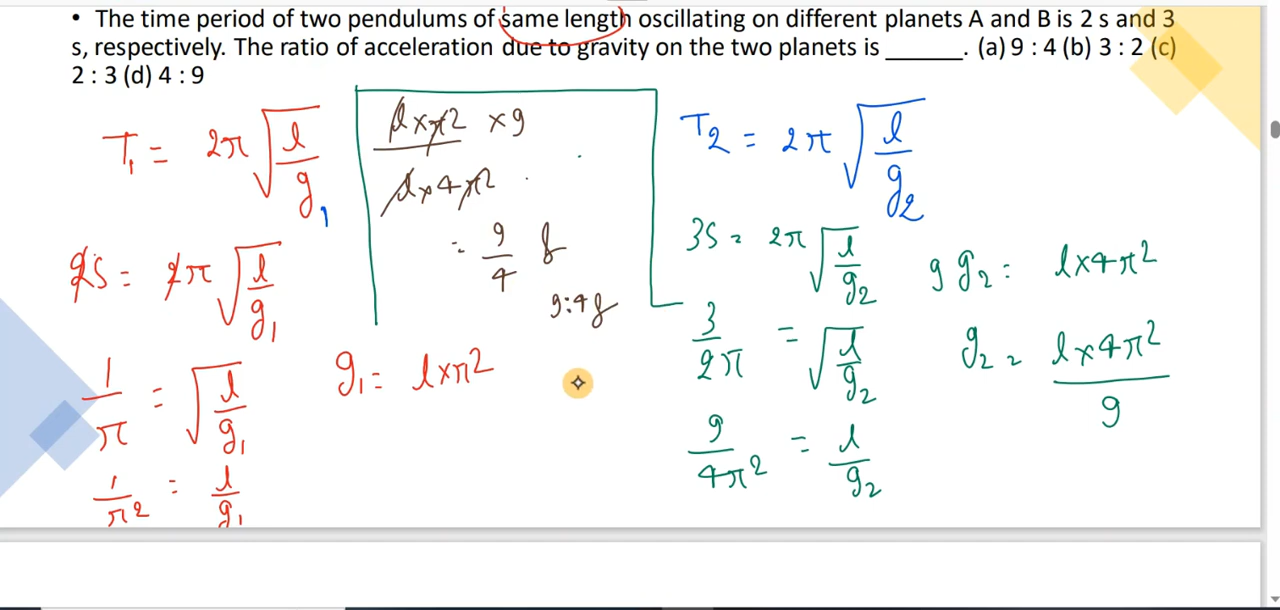 • The time period of two pendulums of same length oscillating on different planets A and B is 2 s and 3
s, respectively. The ratio of acceleration due to gravity on the two planets is ______. (a) 9 : 4 (b) 3 : 2 (c)
2 : 3 (d) 4 : 9
T₁ = 2π √(l/g₁)
2s = 2π √(l/g₁)
1/π = √(l/g₁)
1/π² = l/g₁
g₁ = l×π²
l×π² × 9
l×4π²
= 9/4
9:4
T₂ = 2π √(l/g₂)
3s = 2π √(l/g₂)
3/2π = √(l/g₂)
9/4π² = l/g₂
9 g₂ = l×4π²
g₂ = l×4π²/9